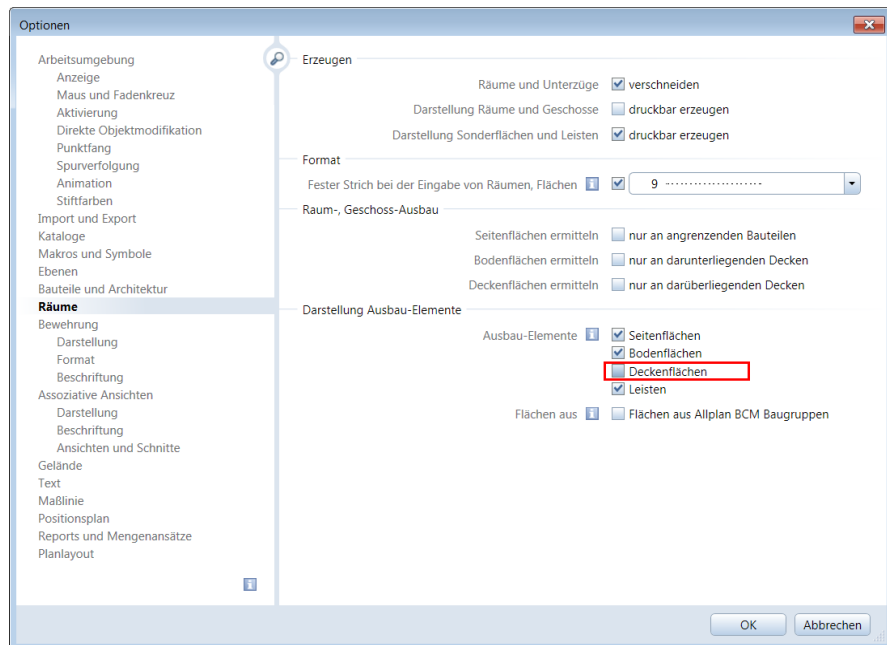 Optionen
Arbeitsumgebung
Anzeige
Maus und Fadenkreuz
Aktivierung
Direkte Objektmodifikation
Punktfang
Spurverfolgung
Animation
Stiftfarben
Import und Export
Kataloge
Makros und Symbole
Ebenen
Bauteile und Architektur
Räume
Bewehrung
Darstellung
Format
Beschriftung
Assoziative Ansichten
Darstellung
Beschriftung
Ansichten und Schnitte
Gelände
Text
Maßlinie
Positionsplan
Reports und Mengenansätze
Planlayout
Erzeugen
Räume und Unterzüge verschneiden
Darstellung Räume und Geschosse druckbar erzeugen
Darstellung Sonderflächen und Leisten druckbar erzeugen
Format
Fester Strich bei der Eingabe von Räumen, Flächen 9
Raum-, Geschoss-Ausbau
Seitenflächen ermitteln nur an angrenzenden Bauteilen
Bodenflächen ermitteln nur an darunterliegenden Decken
Deckenflächen ermitteln nur an darüberliegenden Decken
Darstellung Ausbau-Elemente
Ausbau-Elemente Seitenflächen
Bodenflächen
Deckenflächen
Leisten
Flächen aus Flächen aus Allplan BCM Baugruppen
OK Abbrechen